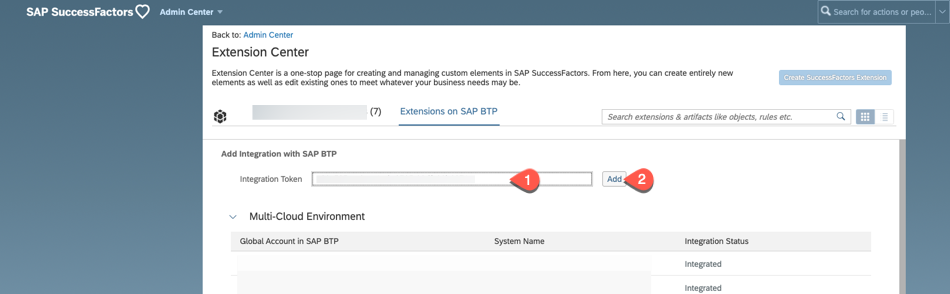 SAP SuccessFactors Admin Center
Search for actions or peo...
Back to: Admin Center
Extension Center
Extension Center is a one-stop page for creating and managing custom elements in SAP SuccessFactors. From here, you can create entirely new
elements as well as edit existing ones to meet whatever your business needs may be.
Create SuccessFactors Extension
(7) Extensions on SAP BTP
Search extensions & artifacts like objects, rules etc.
Add Integration with SAP BTP
Integration Token 1 Add 2
Multi-Cloud Environment
Global Account in SAP BTP System Name Integration Status
Integrated
Integrated